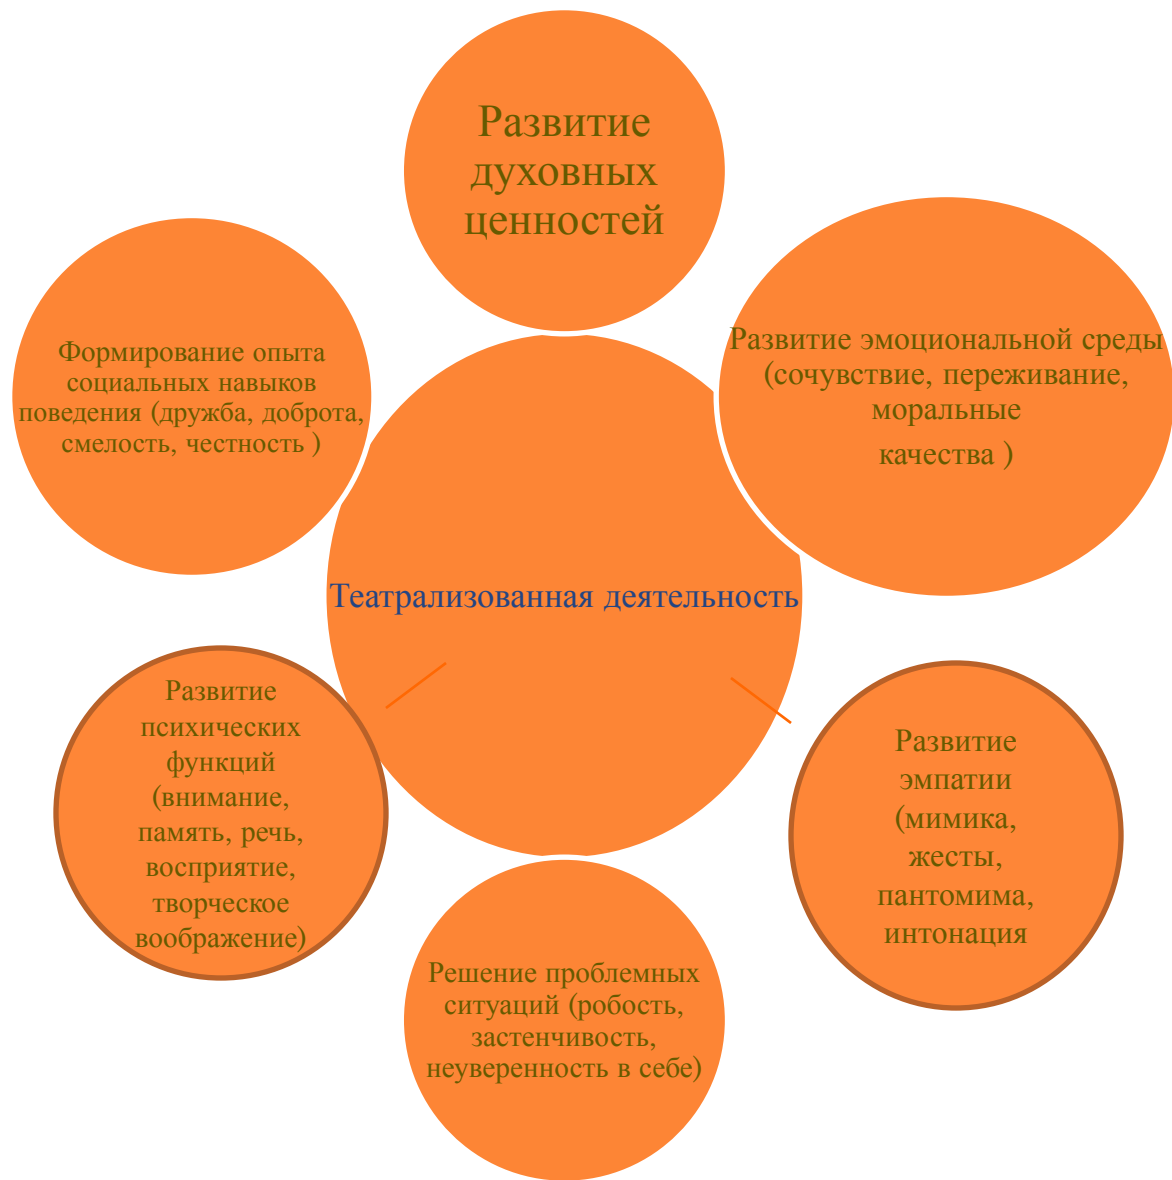 Развитие
духовных
ценностей
Формирование опыта
социальных навыков
поведения (дружба, доброта,
смелость, честность )
Развитие эмоциональной среды
(сочувствие, переживание,
моральные
качества )
Театрализованная деятельность
Развитие
психических
функций
(внимание,
память, речь,
восприятие,
творческое
воображение)
Развитие
эмпатии
(мимика,
жесты,
пантомима,
интонация
Решение проблемных
ситуаций (робость,
застенчивость,
неуверенность в себе)